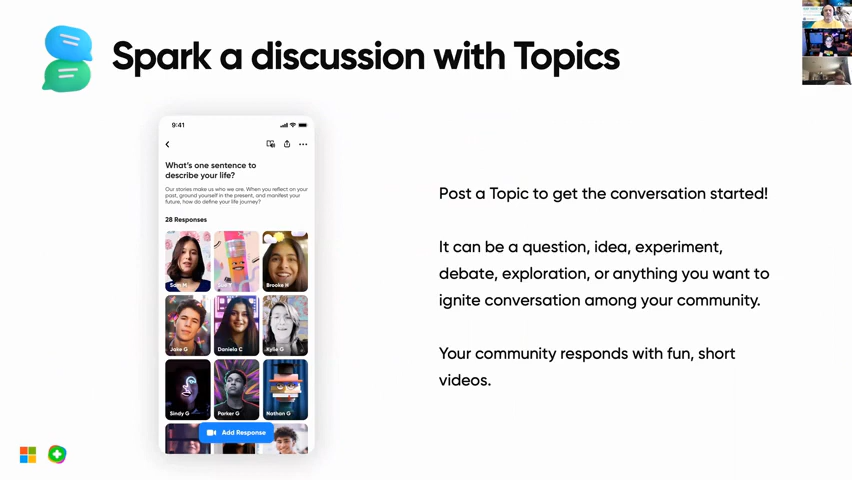 Spark a discussion with Topics
9:41
What's one sentence to
describe your life?
Our stories make us who we are. When you reflect on your
past, ground yourself in the present, and manifest your
future, how do define your life journey?
28 Responses
Sam M
Brooke H
Jake G
Daniela C
Kylie G
Sindy G
Parker G
Nathan G
Add Response
Post a Topic to get the conversation started!
It can be a question, idea, experiment,
debate, exploration, or anything you want to
ignite conversation among your community.
Your community responds with fun, short
videos.